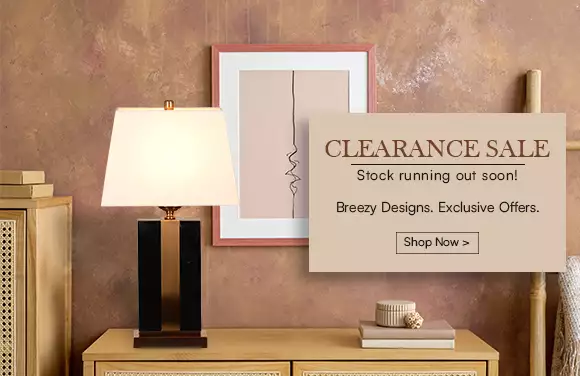 CLEARANCE SALE
Stock running out soon!
Breezy Designs. Exclusive Offers.
Shop Now >